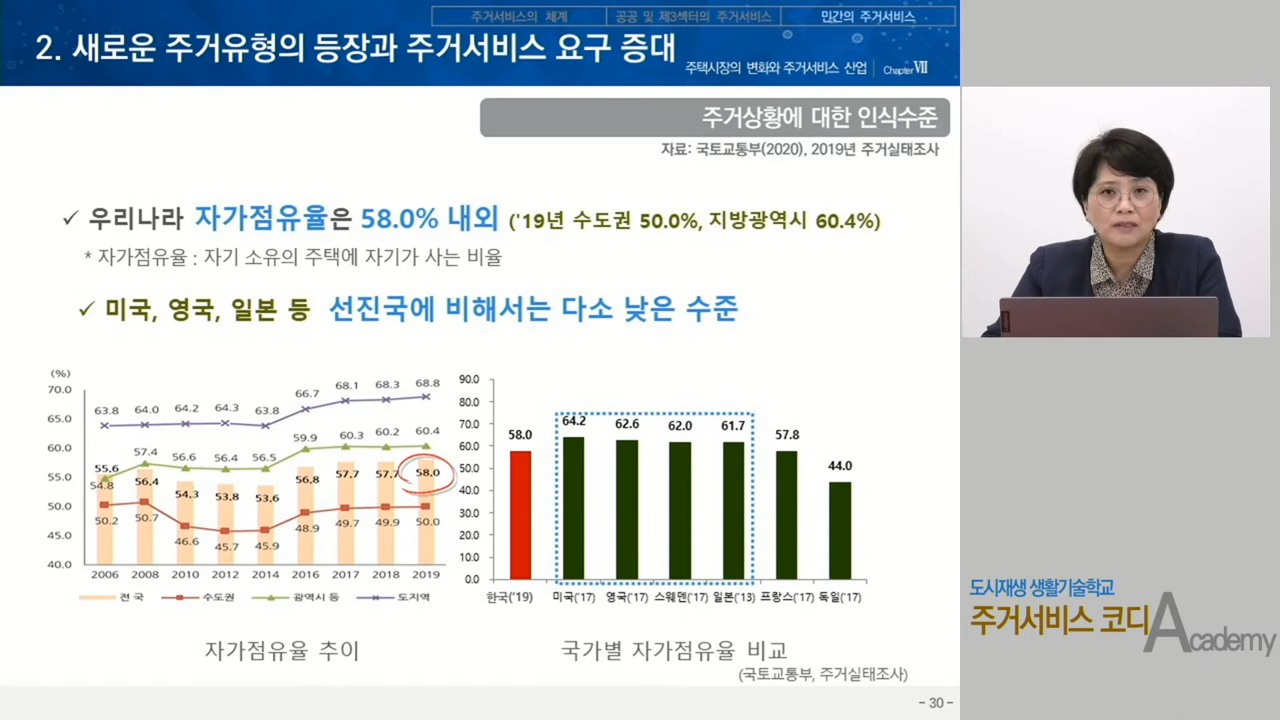 주거서비스의 체계
공공 및 제3섹터의 주거서비스
민간의 주거서비스
2. 새로운 주거유형의 등장과 주거서비스 요구 증대
주택시장의 변화와 주거서비스 산업 Chapter Ⅶ
주거상황에 대한 인식수준
자료: 국토교통부(2020), 2019년 주거실태조사
✓ 우리나라 자가점유율은 58.0% 내외 ('19년 수도권 50.0%, 지방광역시 60.4%)
* 자가점유율 : 자기 소유의 주택에 자기가 사는 비율
✓ 미국, 영국, 일본 등 선진국에 비해서는 다소 낮은 수준
(%)
70.0
65.0
60.0
55.0
50.0
45.0
40.0
63.8 64.0 64.2 64.3 63.8 66.7 68.1 68.3 68.8
54.8 57.4 56.6 56.4 56.5 59.9 60.3 60.2 60.4
55.6 56.4 54.3 53.8 53.6 56.8 57.7 57.7 58.0
50.2 50.7 46.6 45.7 45.9 48.9 49.7 49.9 50.0
2006 2008 2010 2012 2014 2016 2017 2018 2019
전 국 수도권 광역시 등 도지역
자가점유율 추이
90.0
80.0
70.0
60.0
50.0
40.0
30.0
20.0
10.0
0.0
58.0 64.2 62.6 62.0 61.7 57.8 44.0
한국('19) 미국('17) 영국('17) 스웨덴('17) 일본('13) 프랑스('17) 독일('17)
국가별 자가점유율 비교
(국토교통부, 주거실태조사)
- 30 -
도시재생 생활기술학교
주거서비스 코디 Academy